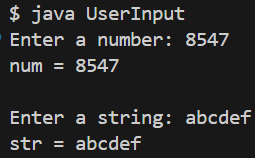 $ java UserInput
Enter a number: 8547
num = 8547
Enter a string: abcdef
str = abcdef